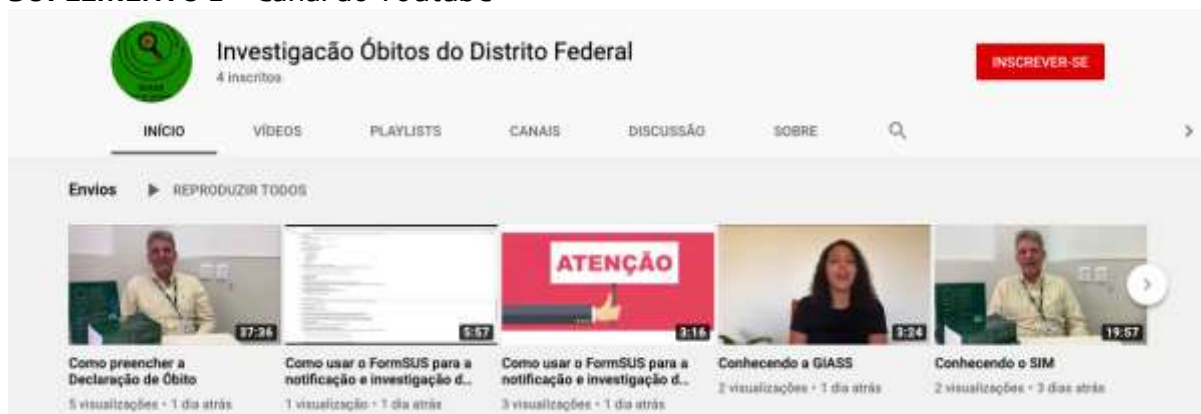 Investigacão Óbitos do Distrito Federal
4 inscritos
INSCREVER-SE
INÍCIO VÍDEOS PLAYLISTS CANAIS DISCUSSÃO SOBRE
Envios REPRODUZIR TODOS
37:36 5:57 ATENÇÃO 3:16 3:24 19:57
Como preencher a Declaração de Óbito
5 visualizações • 1 dia atrás
Como usar o FormSUS para a notificação e investigação d...
1 visualização • 1 dia atrás
Como usar o FormSUS para a notificação e investigação d...
3 visualizações • 1 dia atrás
Conhecendo a GIASS
2 visualizações • 1 dia atrás
Conhecendo o SIM
2 visualizações • 3 dias atrás